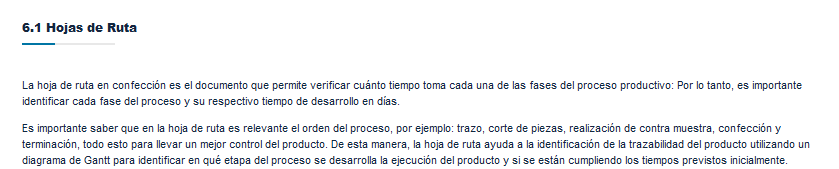 6.1 Hojas de Ruta
La hoja de ruta en confección es el documento que permite verificar cuánto tiempo toma cada una de las fases del proceso productivo: Por lo tanto, es importante
identificar cada fase del proceso y su respectivo tiempo de desarrollo en días.
Es importante saber que en la hoja de ruta es relevante el orden del proceso, por ejemplo: trazo, corte de piezas, realización de contra muestra, confección y
terminación, todo esto para llevar un mejor control del producto. De esta manera, la hoja de ruta ayuda a la identificación de la trazabilidad del producto utilizando un
diagrama de Gantt para identificar en qué etapa del proceso se desarrolla la ejecución del producto y si se están cumpliendo los tiempos previstos inicialmente.